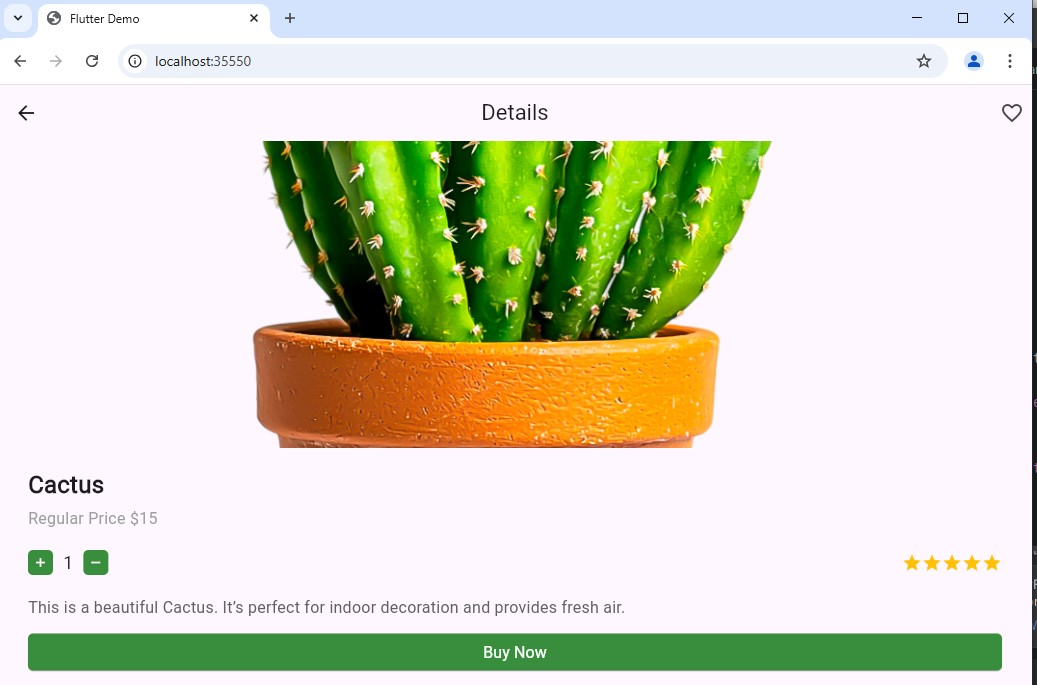 Flutter Demo
localhost:35550
Details
Cactus
Regular Price $15
+ 1 −
This is a beautiful Cactus. It’s perfect for indoor decoration and provides fresh air.
Buy Now